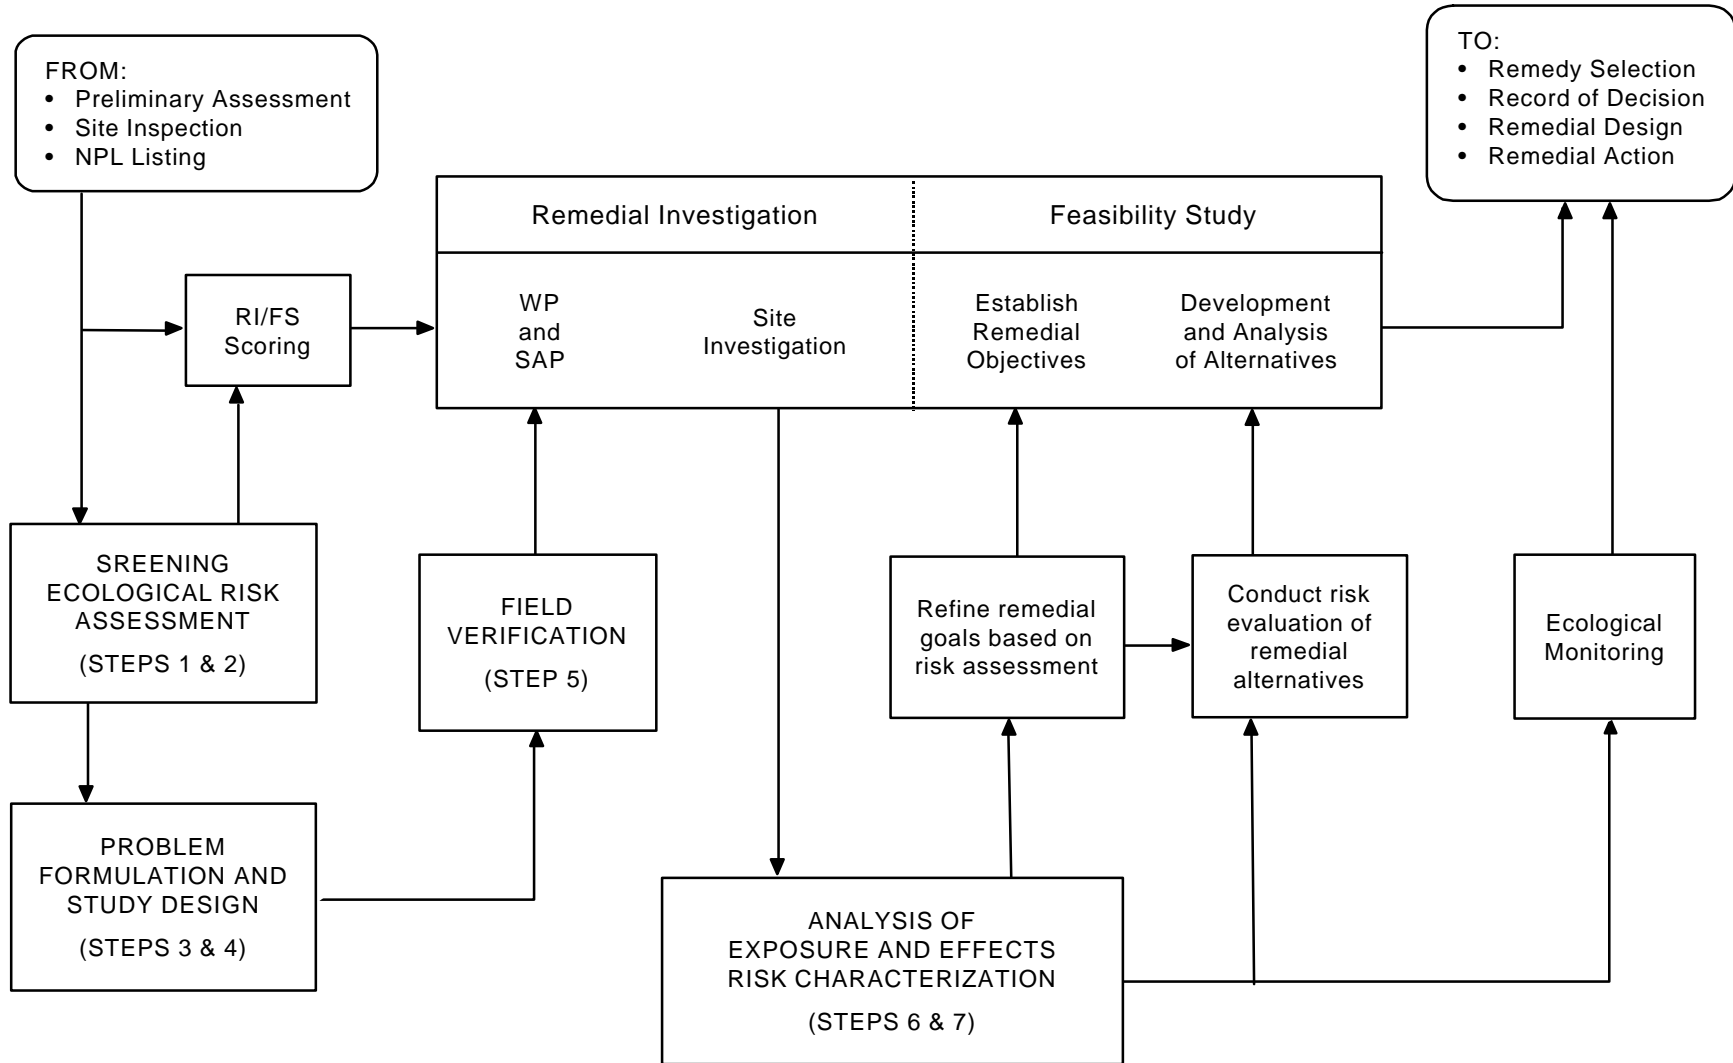 FROM:
• Preliminary Assessment
• Site Inspection
• NPL Listing
TO:
• Remedy Selection
• Record of Decision
• Remedial Design
• Remedial Action
Remedial Investigation
Feasibility Study
RI/FS
Scoring
WP
and
SAP
Site
Investigation
Establish
Remedial
Objectives
Development
and Analysis
of Alternatives
SREENING
ECOLOGICAL RISK
ASSESSMENT
(STEPS 1 & 2)
FIELD
VERIFICATION
(STEP 5)
Refine remedial
goals based on
risk assessment
Conduct risk
evaluation of
remedial
alternatives
Ecological
Monitoring
PROBLEM
FORMULATION AND
STUDY DESIGN
(STEPS 3 & 4)
ANALYSIS OF
EXPOSURE AND EFFECTS
RISK CHARACTERIZATION
(STEPS 6 & 7)